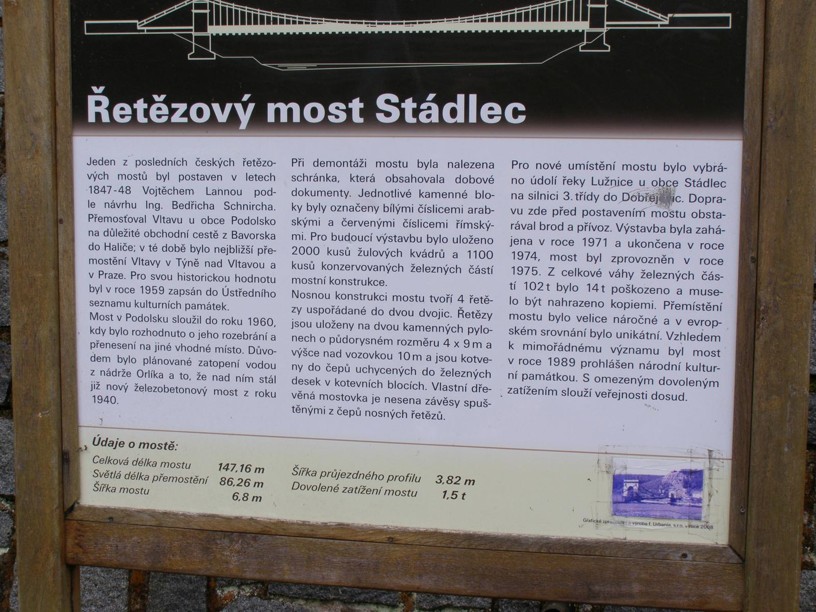 Řetězový most Stádlec
Jeden z posledních českých řetězo-
vých mostů byl postaven v letech
1847-48 Vojtěchem Lannou pod-
le návrhu Ing. Bedřicha Schnircha.
Přemosťoval Vltavu u obce Podolsko
na důležité obchodní cestě z Bavorska
do Haliče; v té době bylo nejbližší pře-
mostění Vltavy v Týně nad Vltavou a
v Praze. Pro svou historickou hodnotu
byl v roce 1959 zapsán do Ústředního
seznamu kulturních památek.
Most v Podolsku sloužil do roku 1960,
kdy bylo rozhodnuto o jeho rozebrání a
přenesení na jiné vhodné místo. Důvo-
dem bylo plánované zatopení vodou
z nádrže Orlíka a to, že nad ním stál
již nový železobetonový most z roku
1940.
Při demontáži mostu byla nalezena
schránka, která obsahovala dobové
dokumenty. Jednotlivé kamenné blo-
ky byly označeny bílými číslicemi arab-
skými a červenými číslicemi římský-
mi. Pro budoucí výstavbu bylo uloženo
2000 kusů žulových kvádrů a 1100
kusů konzervovaných železných částí
mostní konstrukce.
Nosnou konstrukci mostu tvoří 4 řetě-
zy uspořádané do dvou dvojic. Řetězy
jsou uloženy na dvou kamenných pylo-
nech o půdorysném rozměru 4 x 9 m a
výšce nad vozovkou 10 m a jsou kotve-
ny do čepů uchycených do železných
desek v kotevních blocích. Vlastní dře-
věná mostovka je nesena závěsy spuš-
těnými z čepů nosných řetězů.
Pro nové umístění mostu bylo vybrá-
no údolí řeky Lužnice u obce Stádlec
na silnici 3. třídy do Dobřejic. Dopra-
vu zde před postavením mostu obsta-
rával brod a přívoz. Výstavba byla zahá-
jena v roce 1971 a ukončena v roce
1974, most byl zprovozněn v roce
1975. Z celkové váhy železných čás-
tí 102 t bylo 14 t poškozeno a muse-
lo být nahrazeno kopiemi. Přemístění
mostu bylo velice náročné a v evrop-
ském srovnání bylo unikátní. Vzhledem
k mimořádnému významu byl most
v roce 1989 prohlášen národní kultur-
ní památkou. S omezeným dovoleným
zatížením slouží veřejnosti dosud.
Údaje o mostě:
Celková délka mostu 147,16 m
Světlá délka přemostění 86,26 m
Šířka mostu 6,8 m
Šířka průjezdného profilu 3,82 m
Dovolené zatížení mostu 1,5 t